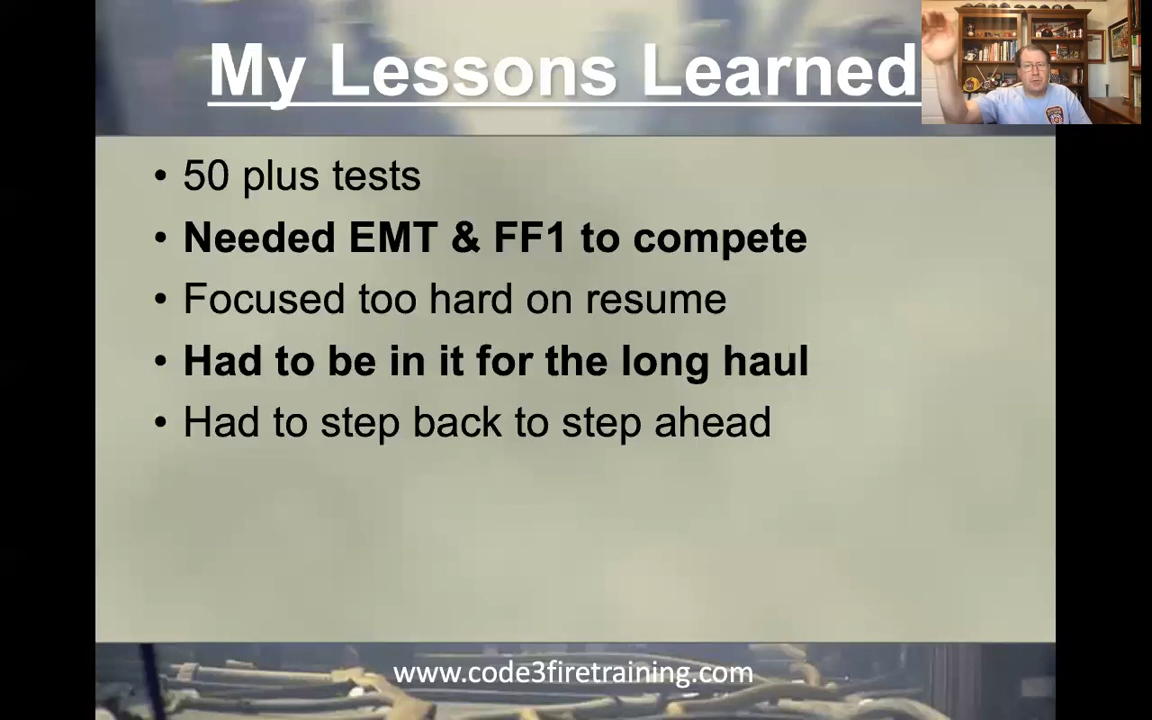 My Lessons Learned
• 50 plus tests
• Needed EMT & FF1 to compete
• Focused too hard on resume
• Had to be in it for the long haul
• Had to step back to step ahead
www.code3firetraining.com